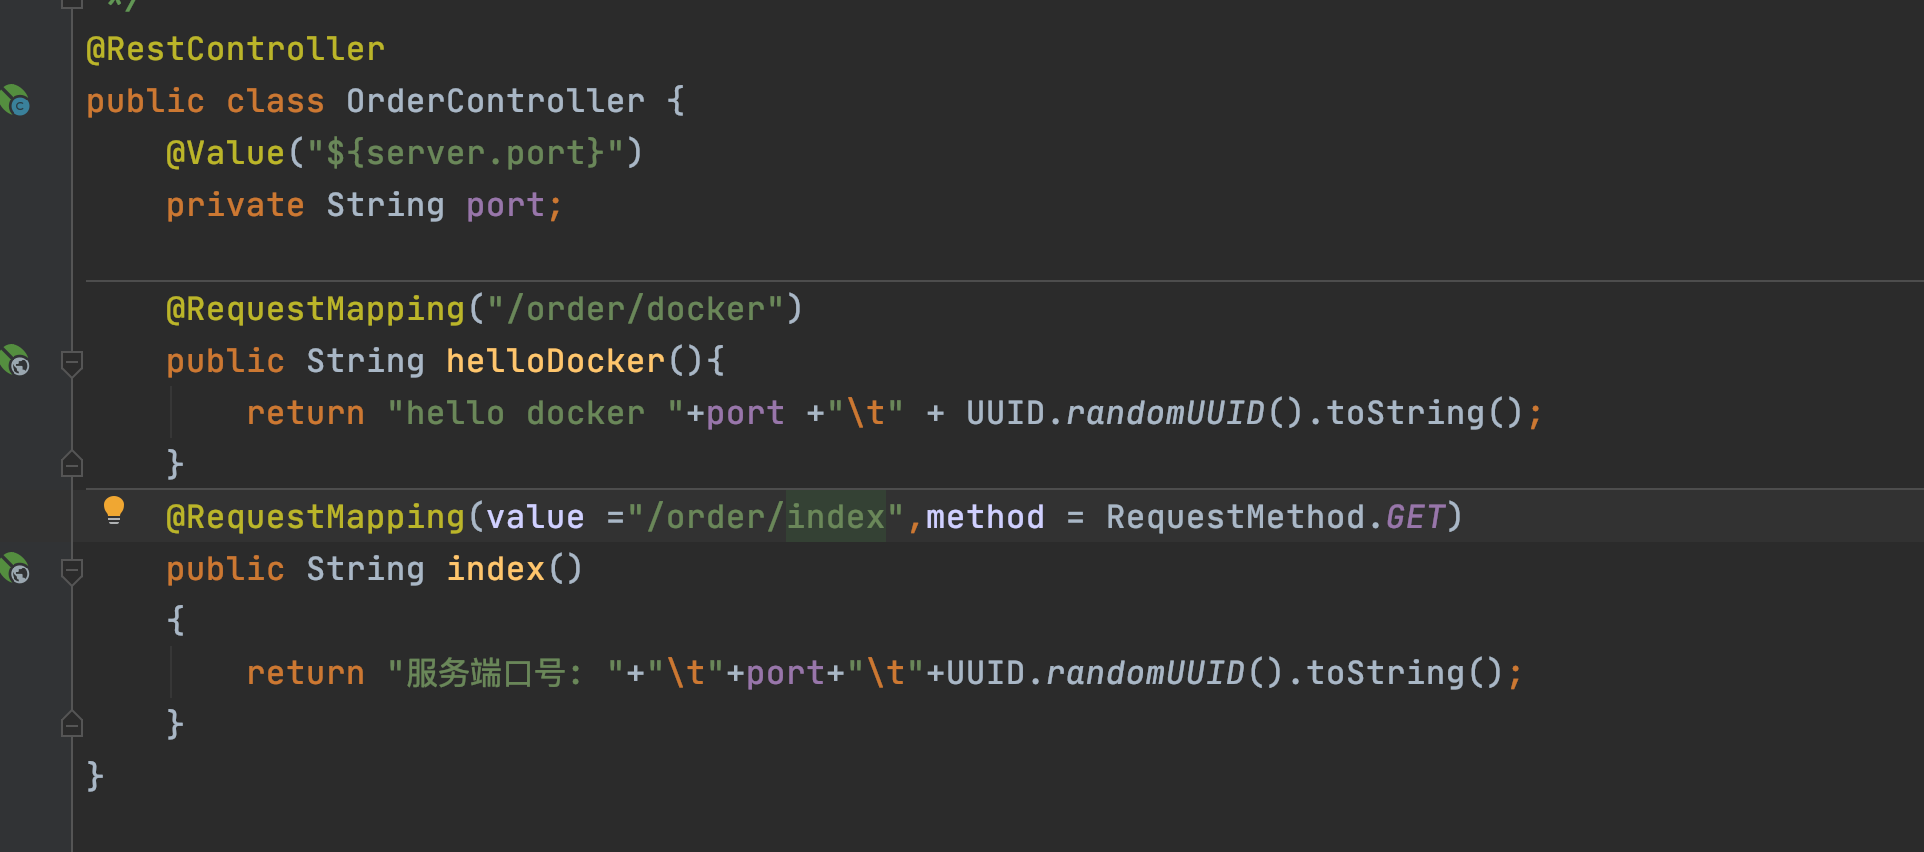 */
@RestController
public class OrderController {
    @Value("${server.port}")
    private String port;

    @RequestMapping("/order/docker")
    public String helloDocker(){
        return "hello docker "+port +"\t" + UUID.randomUUID().toString();
    }
    @RequestMapping(value ="/order/index",method = RequestMethod.GET)
    public String index()
    {
        return "服务端口号: "+"\t"+port+"\t"+UUID.randomUUID().toString();
    }
}